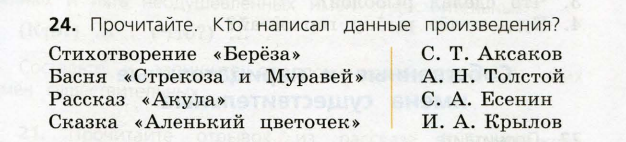 24. Прочитайте. Кто написал данные произведения?
Стихотворение «Берёза» С. Т. Аксаков
Басня «Стрекоза и Муравей» А. Н. Толстой
Рассказ «Акула» С. А. Есенин
Сказка «Аленький цветочек» И. А. Крылов